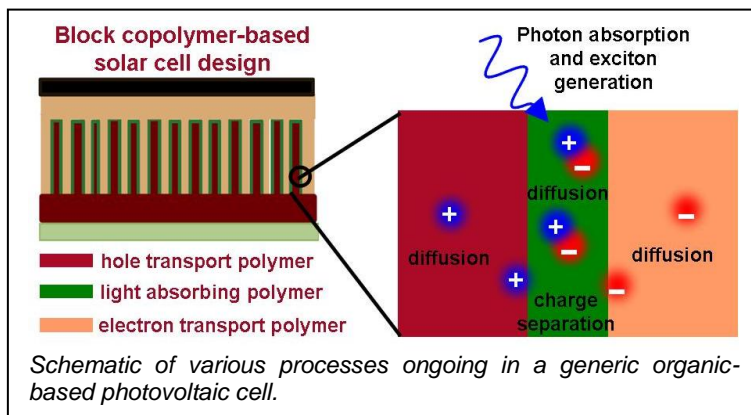 Block copolymer-based
solar cell design
hole transport polymer
light absorbing polymer
electron transport polymer
Photon absorption
and exciton
generation
+
−
diffusion
+
−
+
−
diffusion
diffusion
+
−
charge
separation
Schematic of various processes ongoing in a generic organic-
based photovoltaic cell.